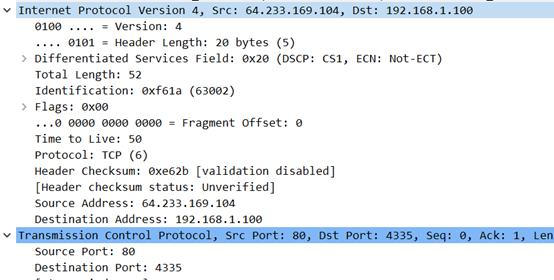 Internet Protocol Version 4, Src: 64.233.169.104, Dst: 192.168.1.100
0100 .... = Version: 4
.... 0101 = Header Length: 20 bytes (5)
Differentiated Services Field: 0x20 (DSCP: CS1, ECN: Not-ECT)
Total Length: 52
Identification: 0xf61a (63002)
Flags: 0x00
...0 0000 0000 0000 = Fragment Offset: 0
Time to Live: 50
Protocol: TCP (6)
Header Checksum: 0xe62b [validation disabled]
[Header checksum status: Unverified]
Source Address: 64.233.169.104
Destination Address: 192.168.1.100
Transmission Control Protocol, Src Port: 80, Dst Port: 4335, Seq: 0, Ack: 1, Len
Source Port: 80
Destination Port: 4335